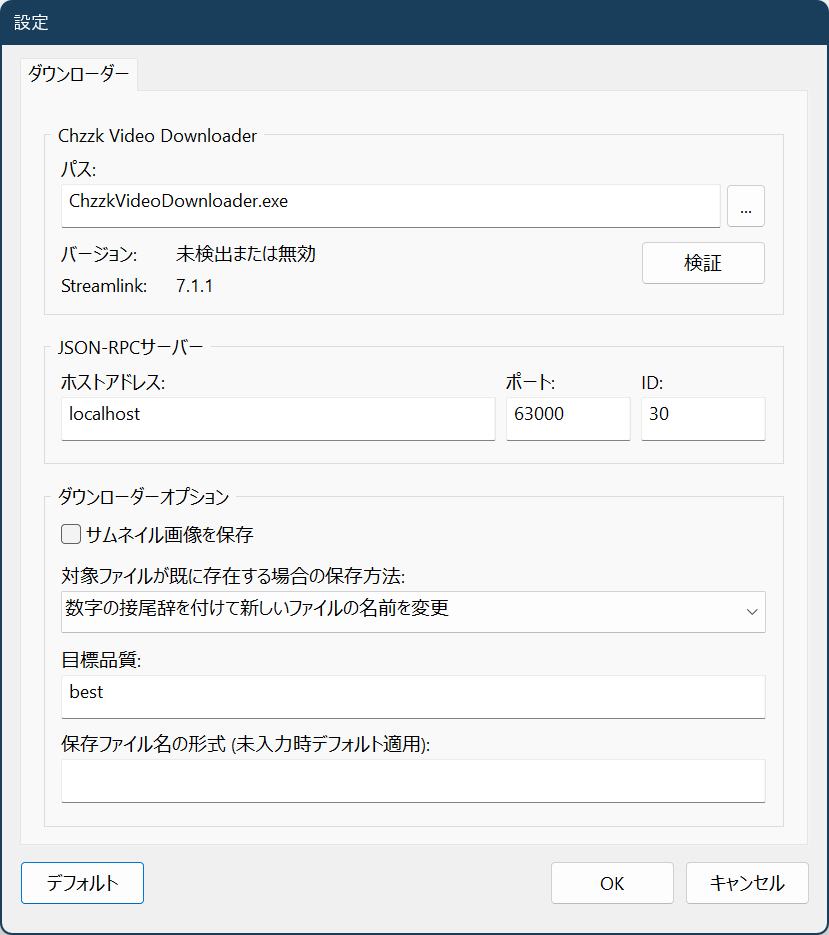 設定
ダウンローダー
Chzzk Video Downloader
パス:
ChzzkVideoDownloader.exe
...
バージョン: 未検出または無効
検証
Streamlink: 7.1.1
JSON-RPCサーバー
ホストアドレス: ポート: ID:
localhost 63000 30
ダウンローダーオプション
サムネイル画像を保存
対象ファイルが既に存在する場合の保存方法:
数字の接尾辞を付けて新しいファイルの名前を変更
目標品質:
best
保存ファイル名の形式 (未入力時デフォルト適用):
デフォルト OK キャンセル